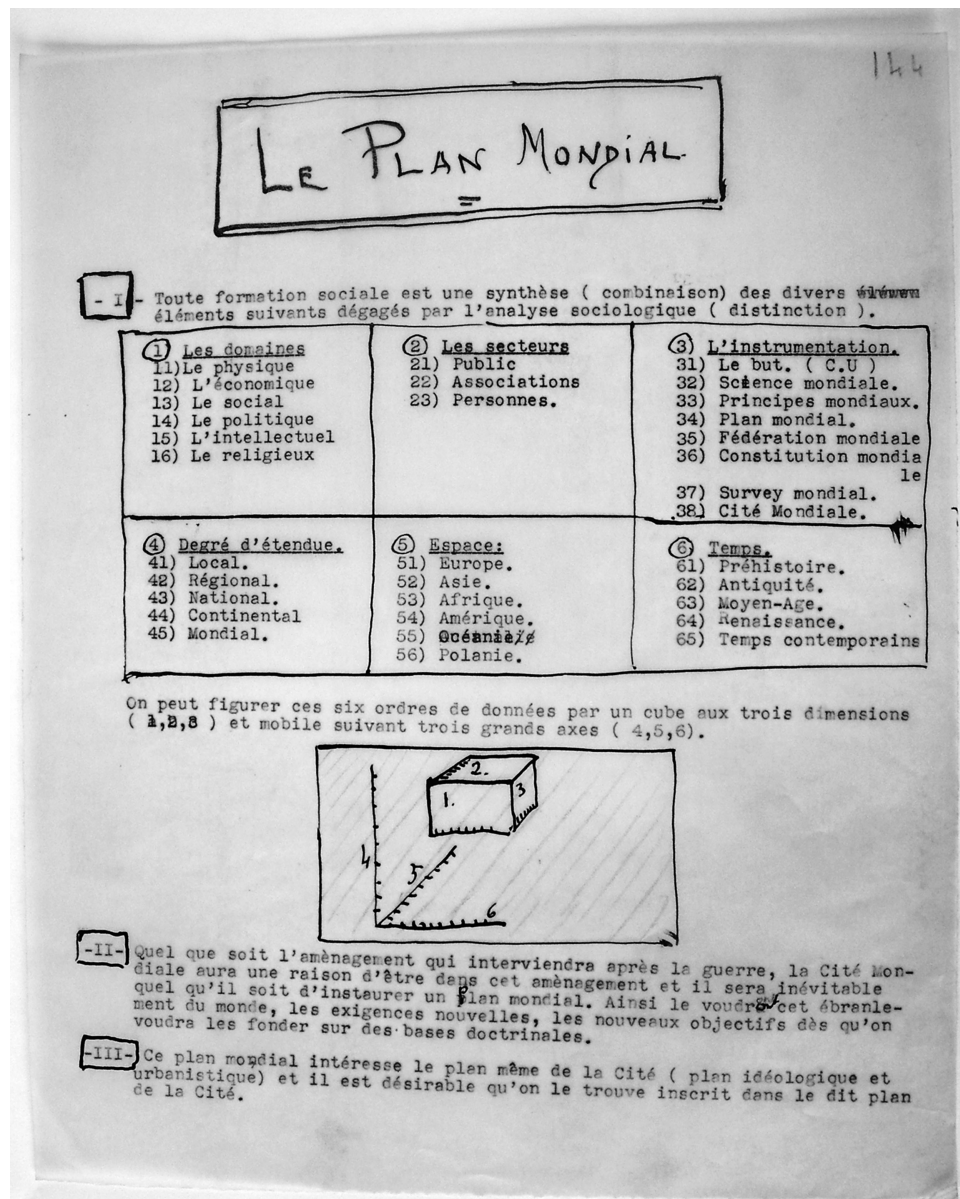 144
LE PLAN MONDIAL
- I - Toute formation sociale est une synthèse ( combinaison) des divers
éléments suivants dégagés par l'analyse sociologique ( distinction ).
1) Les domaines
11)Le physique
12) L'économique
13) Le social
14) Le politique
15) L'intellectuel
16) Le religieux
2) Les secteurs
21) Public
22) Associations
23) Personnes.
3) L'instrumentation.
31) Le but. ( C.U )
32) Science mondiale.
33) Principes mondiaux.
34) Plan mondial.
35) Fédération mondiale
36) Constitution mondia
le
37) Survey mondial.
38) Cité Mondiale.
4) Degré d'étendue.
41) Local.
42) Régional.
43) National.
44) Continental
45) Mondial.
5) Espace:
51) Europe.
52) Asie.
53) Afrique.
54) Amérique.
55) Océanie
56) Polanie.
6) Temps.
61) Préhistoire.
62) Antiquité.
63) Moyen-Age.
64) Renaissance.
65) Temps contemporains
On peut figurer ces six ordres de données par un cube aux trois dimensions
( 1,2,3 ) et mobile suivant trois grands axes ( 4,5,6).
2.
1.
3
4
5
6
-II- Quel que soit l'amènagement qui interviendra après la guerre, la Cité Mon-
diale aura une raison d'être dans cet amènagement et il sera inévitable
quel qu'il soit d'instaurer un Plan mondial. Ainsi le voudront cet ébranle-
ment du monde, les exigences nouvelles, les nouveaux objectifs dès qu'on
voudra les fonder sur des bases doctrinales.
-III- Ce plan mondial intéresse le plan même de la Cité ( plan idéologique et
urbanistique) et il est désirable qu'on le trouve inscrit dans le dit plan
de la Cité.